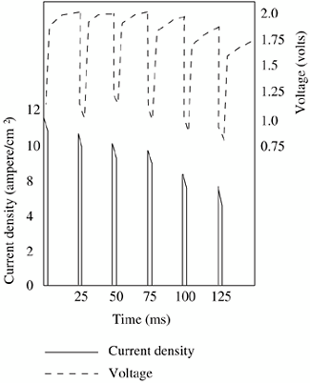 2.0
1.75
1.5
1.25
1.0
0.75
Voltage (volts)
12
10
8
4
2
0
Current density (ampere/cm 2)
25 50 75 100 125
Time (ms)
Current density
Voltage